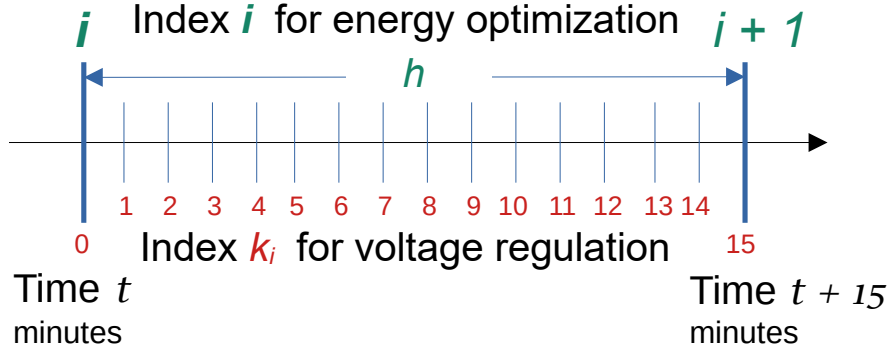 Index i for energy optimization
i
i + 1
h
1 2 3 4 5 6 7 8 9 10 11 12 13 14
0
Index kᵢ for voltage regulation
15
Time t
minutes
Time t + 15
minutes